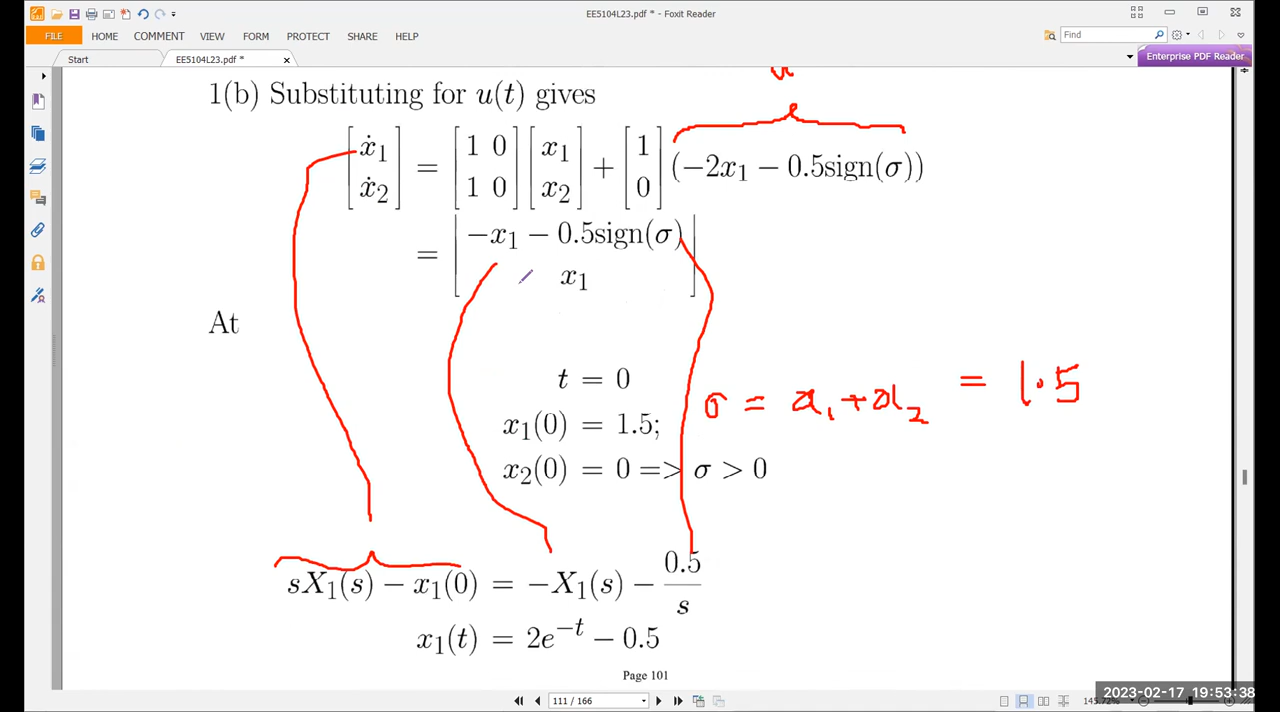 EE5104L23.pdf * - Foxit Reader
FILE HOME COMMENT VIEW FORM PROTECT SHARE HELP Find
Start EE5104L23.pdf * Enterprise PDF Reader
u
1(b) Substituting for u(t) gives
[ẋ₁ ẋ₂] = [1 0 1 0] [x₁ x₂] + [1 0] (−2x₁ − 0.5sign(σ))
= [−x₁ − 0.5sign(σ)
x₁]
At
t = 0
σ = x₁ + x₂ = 1.5
x₁(0) = 1.5;
x₂(0) = 0 => σ > 0
sX₁(s) − x₁(0) = −X₁(s) − 0.5/s
x₁(t) = 2e^{−t} − 0.5
Page 101
111 / 166
2023-02-17 19:53:38